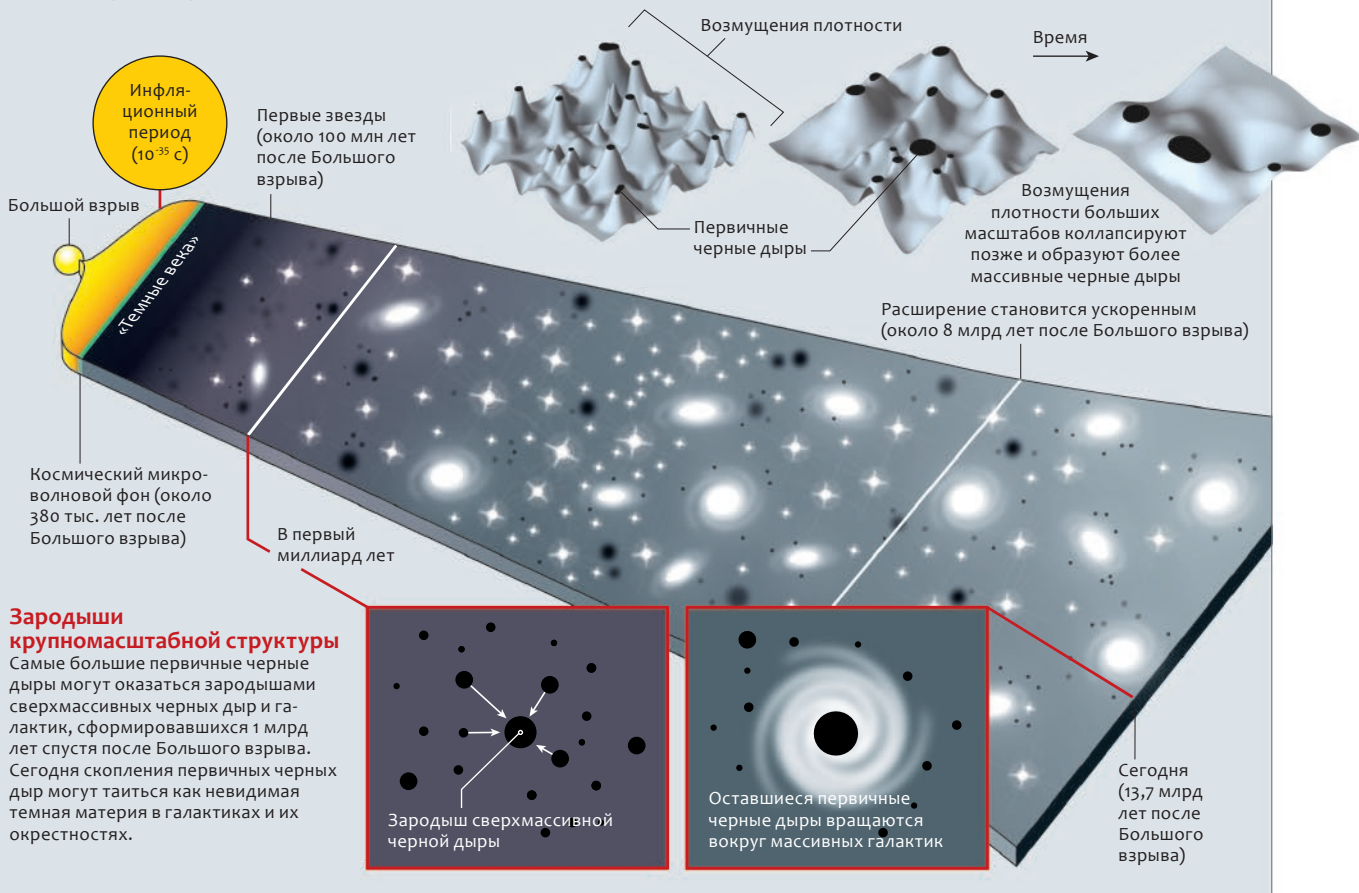 Возмущения плотности
Время
Инфля-
ционный
период
(10⁻³⁵ с)
Первые звезды
(около 100 млн лет
после Большого
взрыва)
Большой взрыв
«Темные века»
Первичные
черные дыры
Возмущения
плотности больших
масштабов коллапсируют
позже и образуют более
массивные черные дыры
Расширение становится ускоренным
(около 8 млрд лет после Большого взрыва)
Космический микро-
волновой фон (около
380 тыс. лет после
Большого взрыва)
В первый
миллиард лет
Зародыши
крупномасштабной структуры
Самые большие первичные черные
дыры могут оказаться зародышами
сверхмассивных черных дыр и га-
лактик, сформировавшихся 1 млрд
лет спустя после Большого взрыва.
Сегодня скопления первичных черных
дыр могут таиться как невидимая
темная материя в галактиках и их
окрестностях.
Зародыш сверхмассивной
черной дыры
Оставшиеся первичные
черные дыры вращаются
вокруг массивных галактик
Сегодня
(13,7 млрд
лет после
Большого
взрыва)